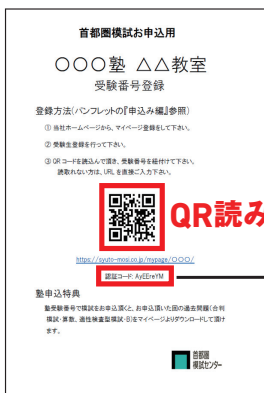 首都圏模試お申込用
〇〇〇塾 △△教室
受験番号登録
登録方法(パンフレットの『申込み編』参照)
① 当社ホームページから、マイページ登録をして下さい。
② 受験生登録を行って下さい。
③ QRコードを読込んで頂き、受験番号を紐付けて下さい。
読取れない方は、URLを直接ご入力下さい。
QR読み
https://syuto-mosi.co.jp/mypage/〇〇〇/
認証コード: AyEEreYM
塾申込特典
塾受験番号で模試をお申込頂くと、お申込頂いた回の過去問題(合判
模試・算数、適性検査型模試・B)をマイページよりダウンロードして頂け
ます。
首都圏
模試センター